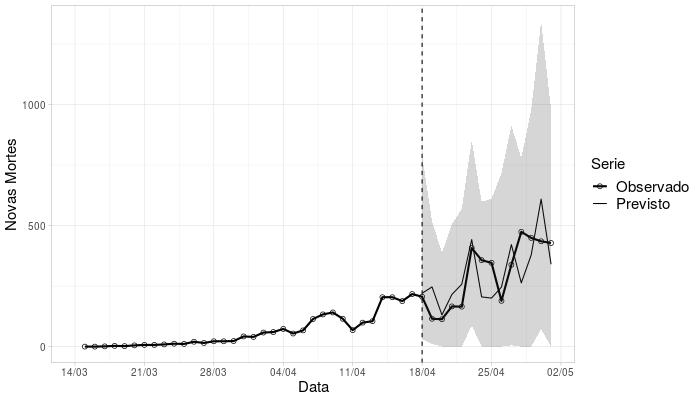 Novas Mortes
1000
500
0
14/03 21/03 28/03 04/04 11/04 18/04 25/04 02/05
Data
Serie
Observado
Previsto